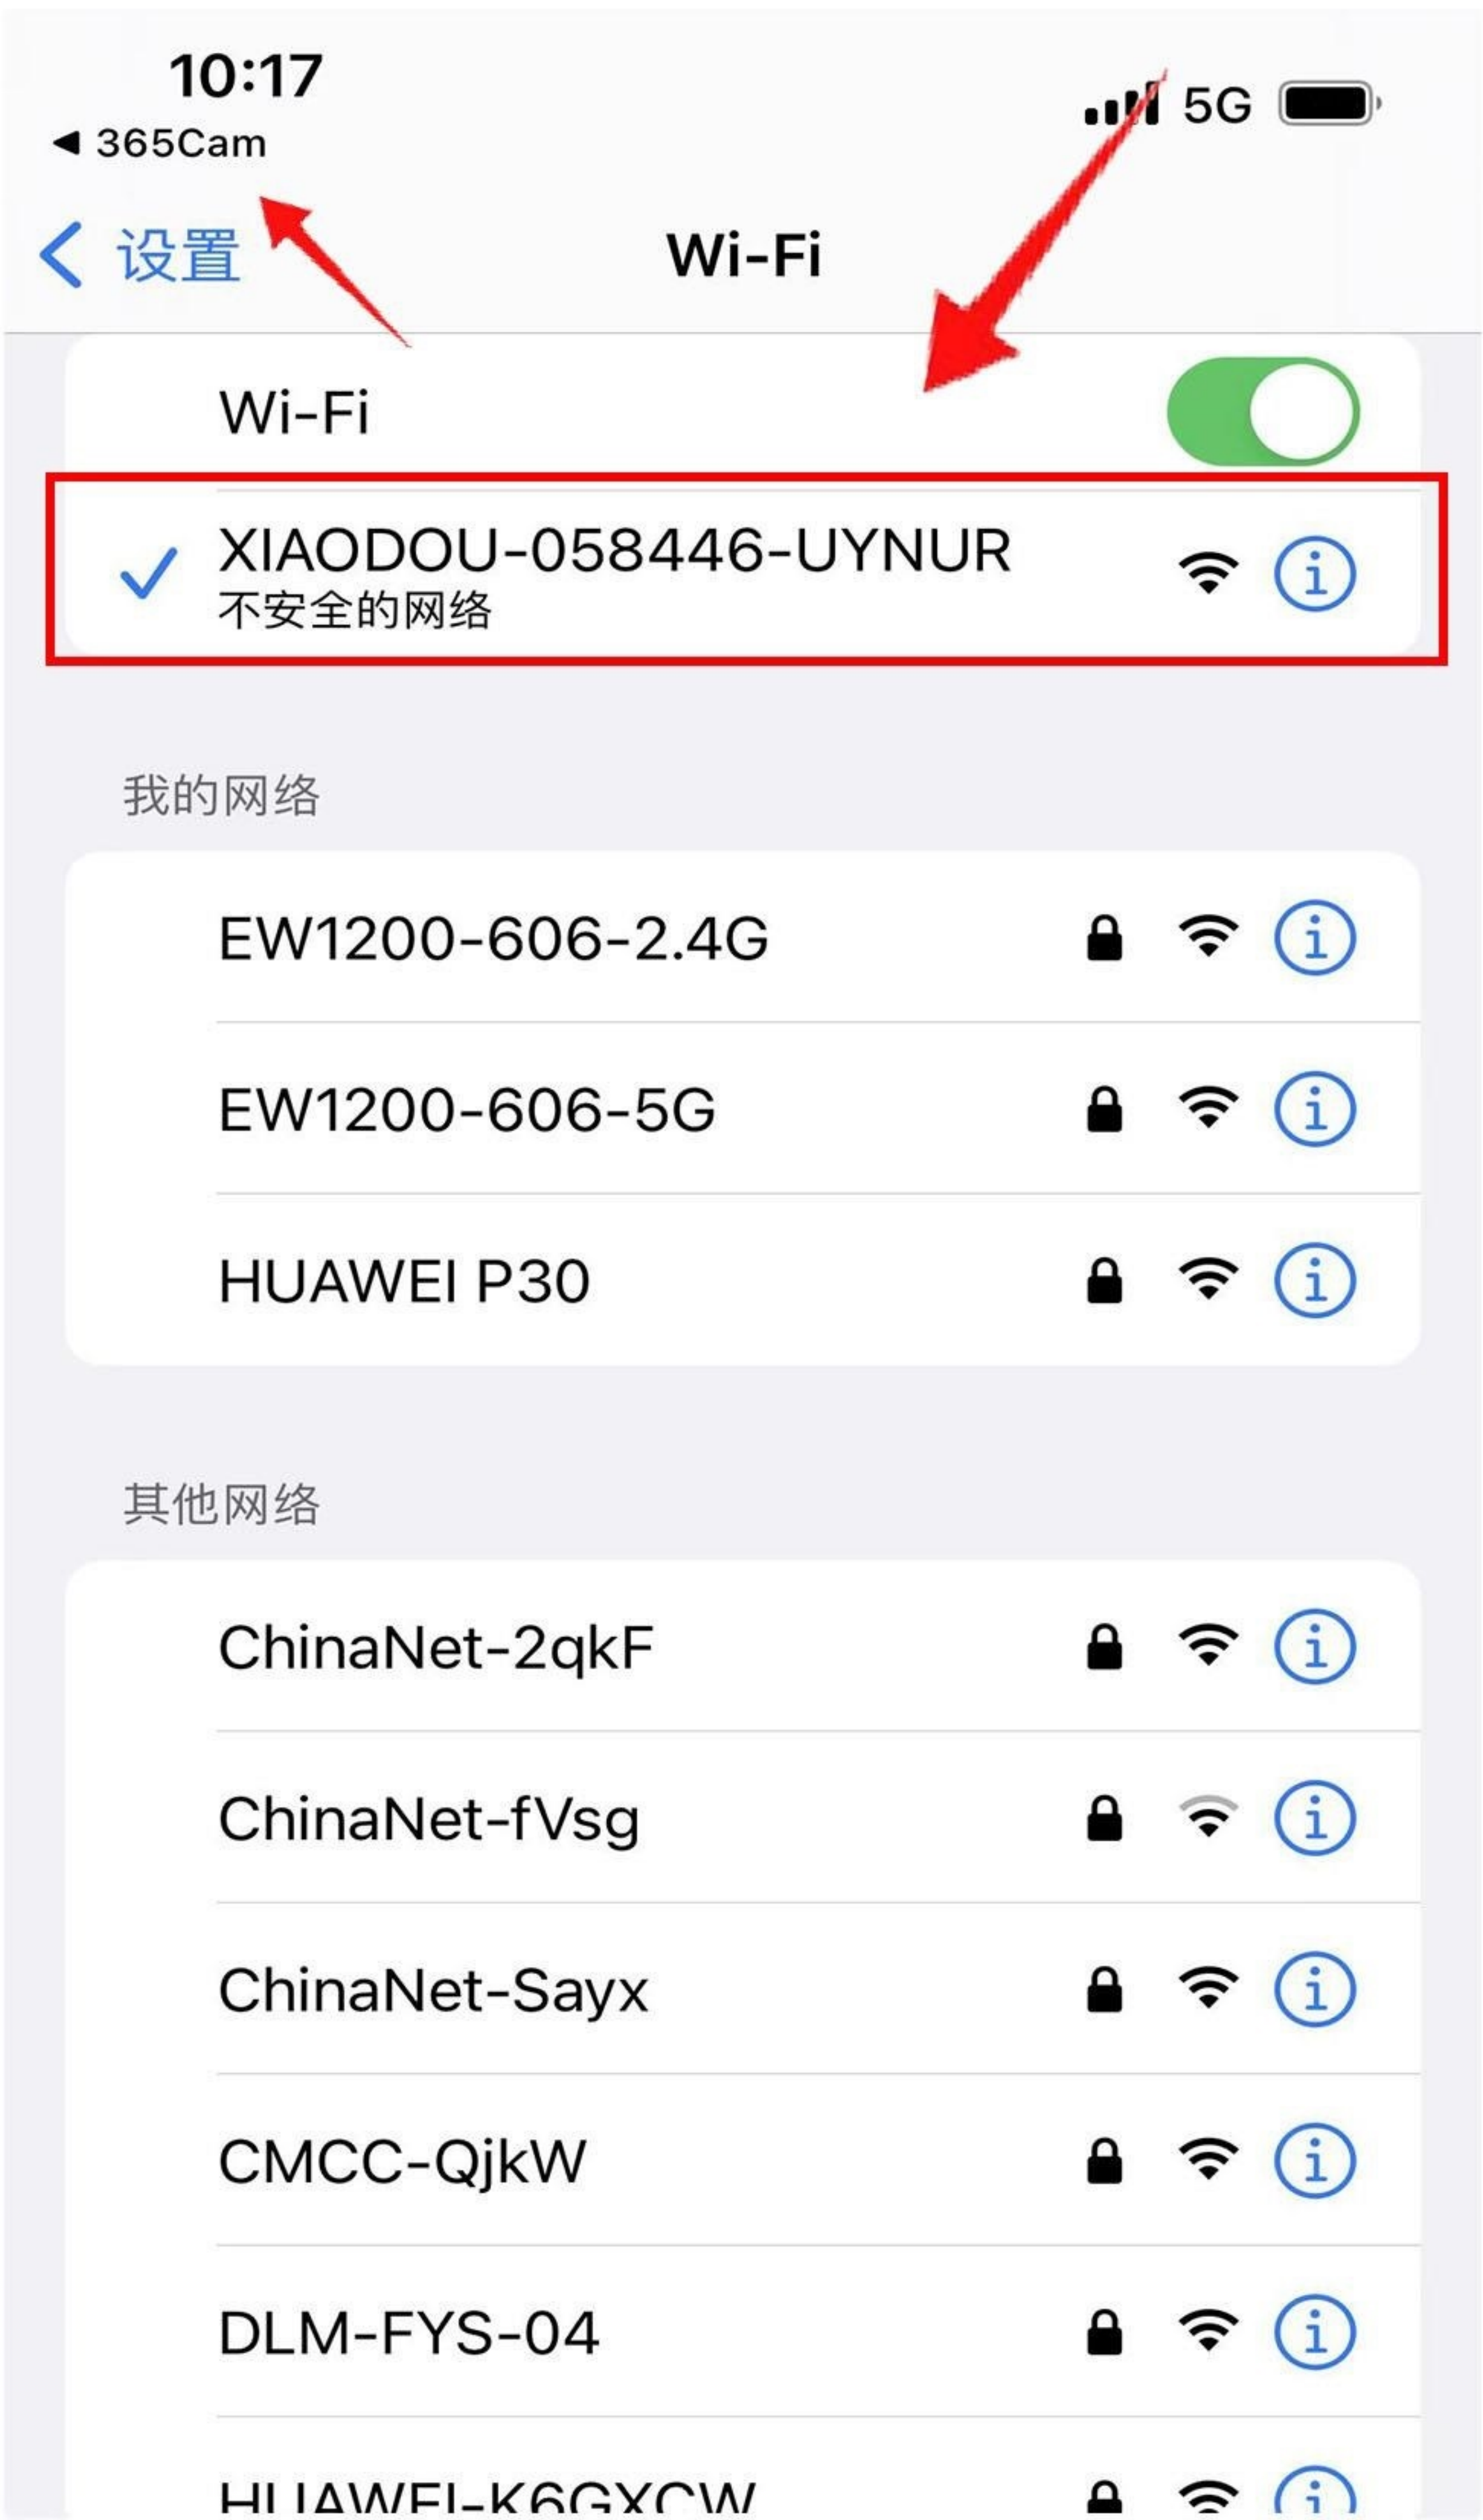 10:17
5G
◀ 365Cam
设置
Wi-Fi
Wi-Fi
XIAODOU-058446-UYNUR
不安全的网络
我的网络
EW1200-606-2.4G
EW1200-606-5G
HUAWEI P30
其他网络
ChinaNet-2qkF
ChinaNet-fVsg
ChinaNet-Sayx
CMCC-QjkW
DLM-FYS-04
HUAWEI-K6GXCW